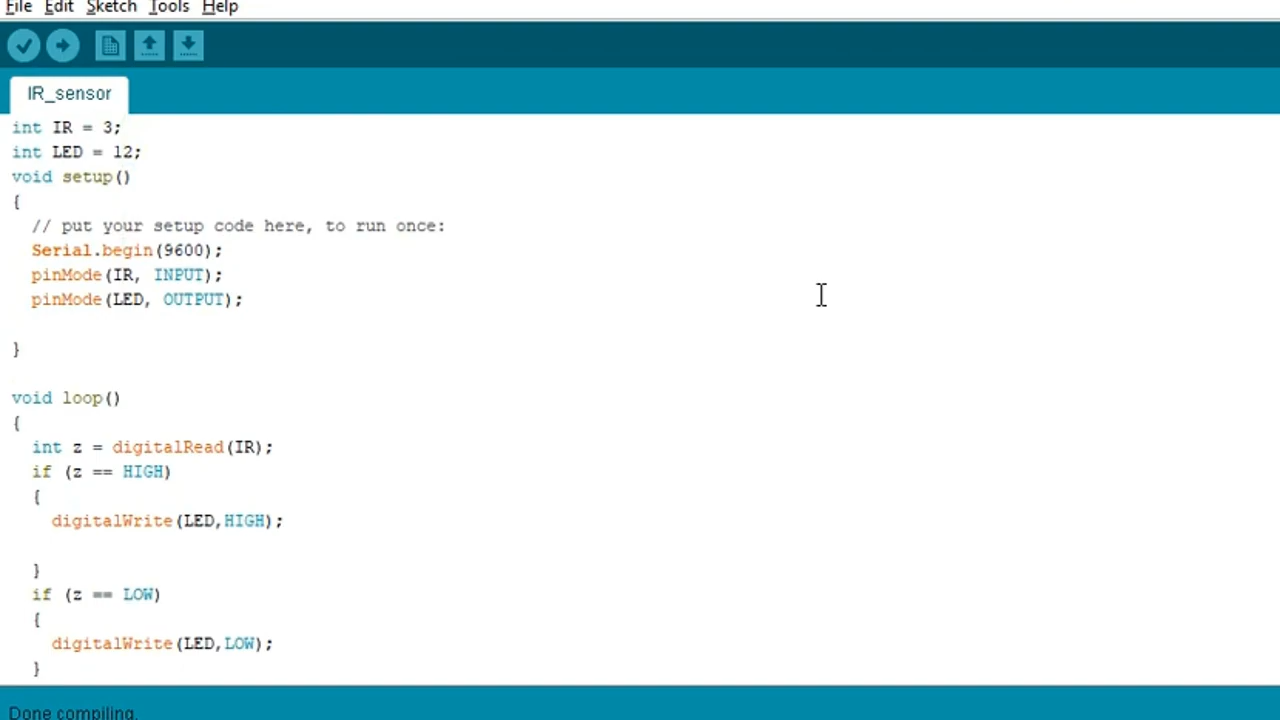 File Edit Sketch Tools Help
IR_sensor
int IR = 3;
int LED = 12;
void setup()
{
// put your setup code here, to run once:
Serial.begin(9600);
pinMode(IR, INPUT);
pinMode(LED, OUTPUT);
}
void loop()
{
int z = digitalRead(IR);
if (z == HIGH)
{
digitalWrite(LED,HIGH);
}
if (z == LOW)
{
digitalWrite(LED,LOW);
}
Done compiling.